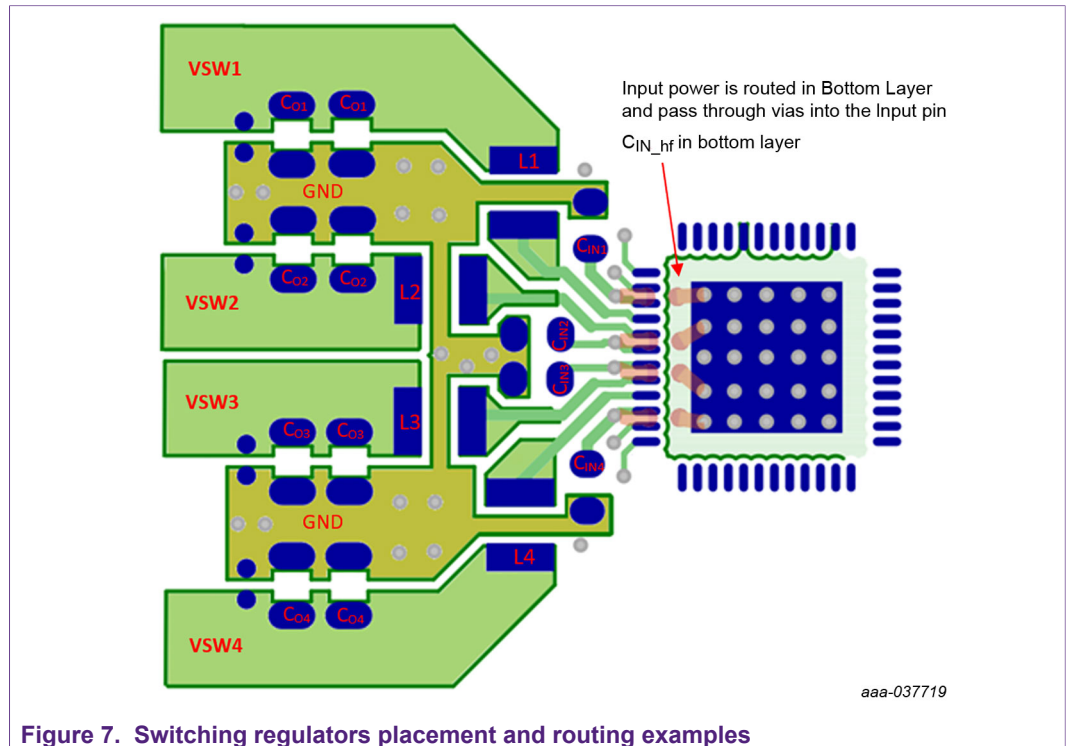 VSW1
CO1 CO1
Input power is routed in Bottom Layer
and pass through vias into the Input pin
CIN_hf in bottom layer
L1
GND
CIN1
CO2 CO2
L2
VSW2
CIN2
CIN3
VSW3
L3
CO3 CO3
CIN4
GND
L4
CO4 CO4
VSW4
aaa-037719
Figure 7. Switching regulators placement and routing examples